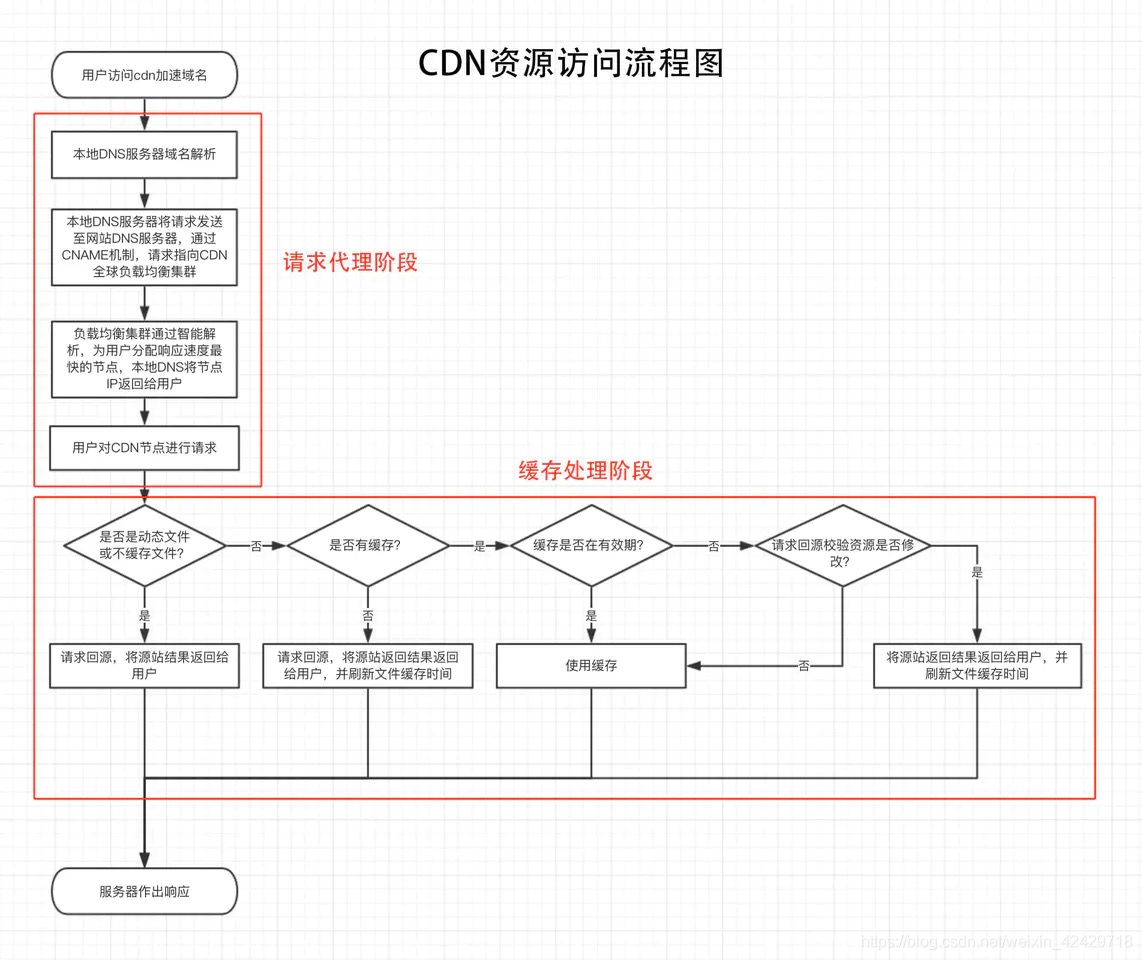 CDN资源访问流程图
用户访问cdn加速域名
本地DNS服务器域名解析
本地DNS服务器将请求发送
至网站DNS服务器，通过
CNAME机制，请求指向CDN
全球负载均衡集群
请求代理阶段
负载均衡集群通过智能解
析，为用户分配响应速度最
快的节点，本地DNS将节点
IP返回给用户
用户对CDN节点进行请求
缓存处理阶段
是否是动态文件
或不缓存文件?
否
是否有缓存?
是
缓存是否在有效期?
否
请求回源校验资源是否修
改?
是
是
否
是
否
请求回源，将源站结果返回给
用户
请求回源，将源站返回结果返回
给用户，并刷新文件缓存时间
使用缓存
将源站返回结果返回给用户，并
刷新文件缓存时间
服务器作出响应
https://blog.csdn.net/weixin_42429718